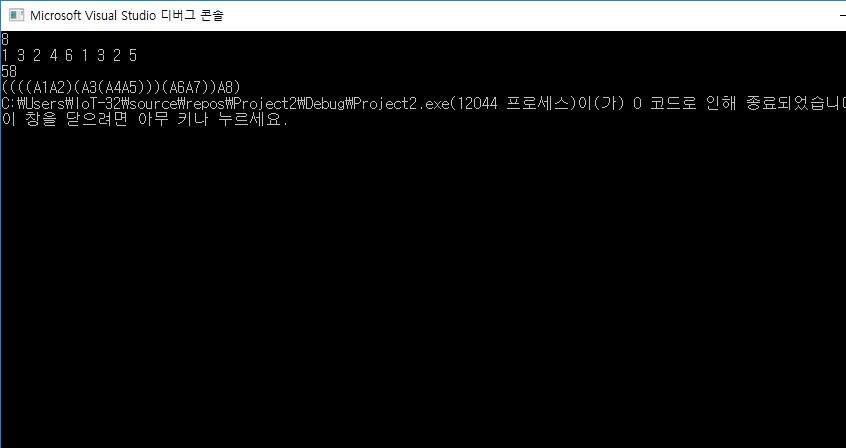 Microsoft Visual Studio 디버그 콘솔
8
1 3 2 4 6 1 3 2 5
58
((((A1A2)(A3(A4A5)))(A6A7))A8)
C:₩Users₩IoT-32₩source₩repos₩Project2₩Debug₩Project2.exe(12044 프로세스)이(가) 0 코드로 인해 종료되었습니
이 창을 닫으려면 아무 키나 누르세요.